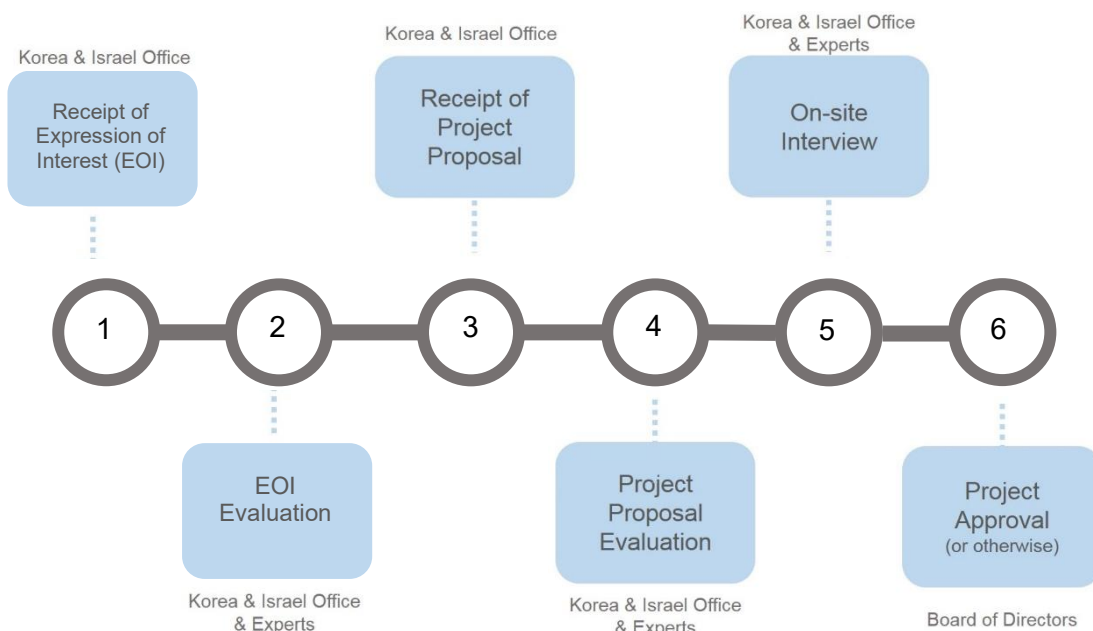 Korea & Israel Office
Receipt of
Expression of
Interest (EOI)
Korea & Israel Office
Receipt of
Project
Proposal
Korea & Israel Office
& Experts
On-site
Interview
1
2
3
4
5
6
EOI
Evaluation
Korea & Israel Office
& Experts
Project
Proposal
Evaluation
Korea & Israel Office
& Experts
Project
Approval
(or otherwise)
Board of Directors